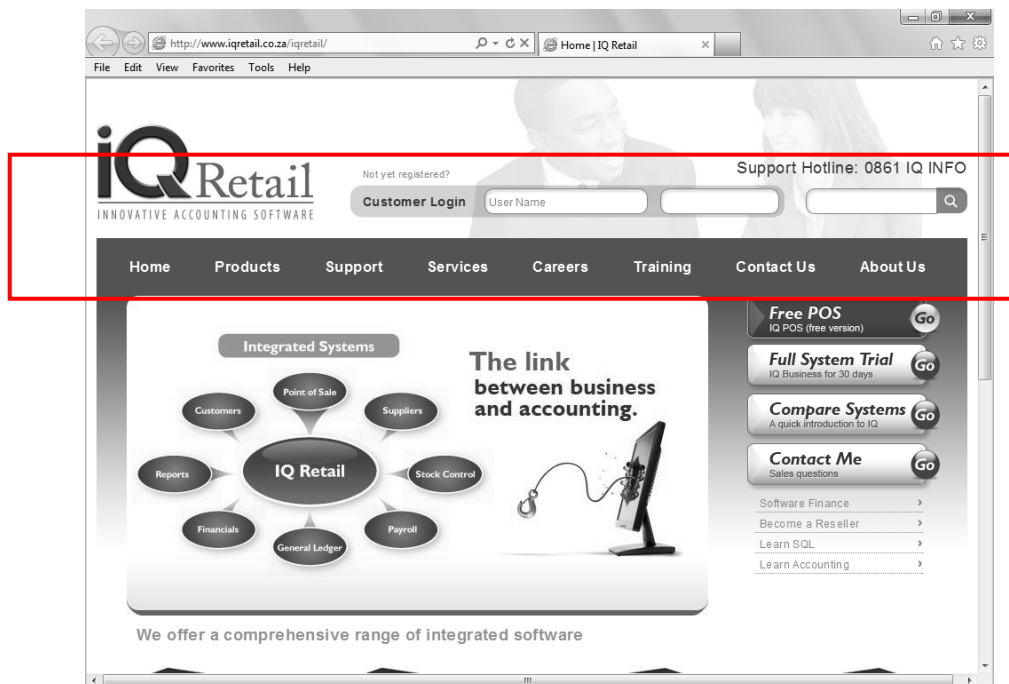 http://www.iqretail.co.za/iqretail/
Home | IQ Retail
File Edit View Favorites Tools Help
iQ Retail
INNOVATIVE ACCOUNTING SOFTWARE
Not yet registered?
Support Hotline: 0861 IQ INFO
Customer Login User Name
Home Products Support Services Careers Training Contact Us About Us
Integrated Systems
Point of Sale
Customers
Suppliers
Reports
IQ Retail
Stock Control
Financials
Payroll
General Ledger
The link
between business
and accounting.
Free POS
IQ POS (free version)
Go
Full System Trial
IQ Business for 30 days
Go
Compare Systems
A quick introduction to IQ
Go
Contact Me
Sales questions
Go
Software Finance
Become a Reseller
Learn SQL
Learn Accounting
We offer a comprehensive range of integrated software